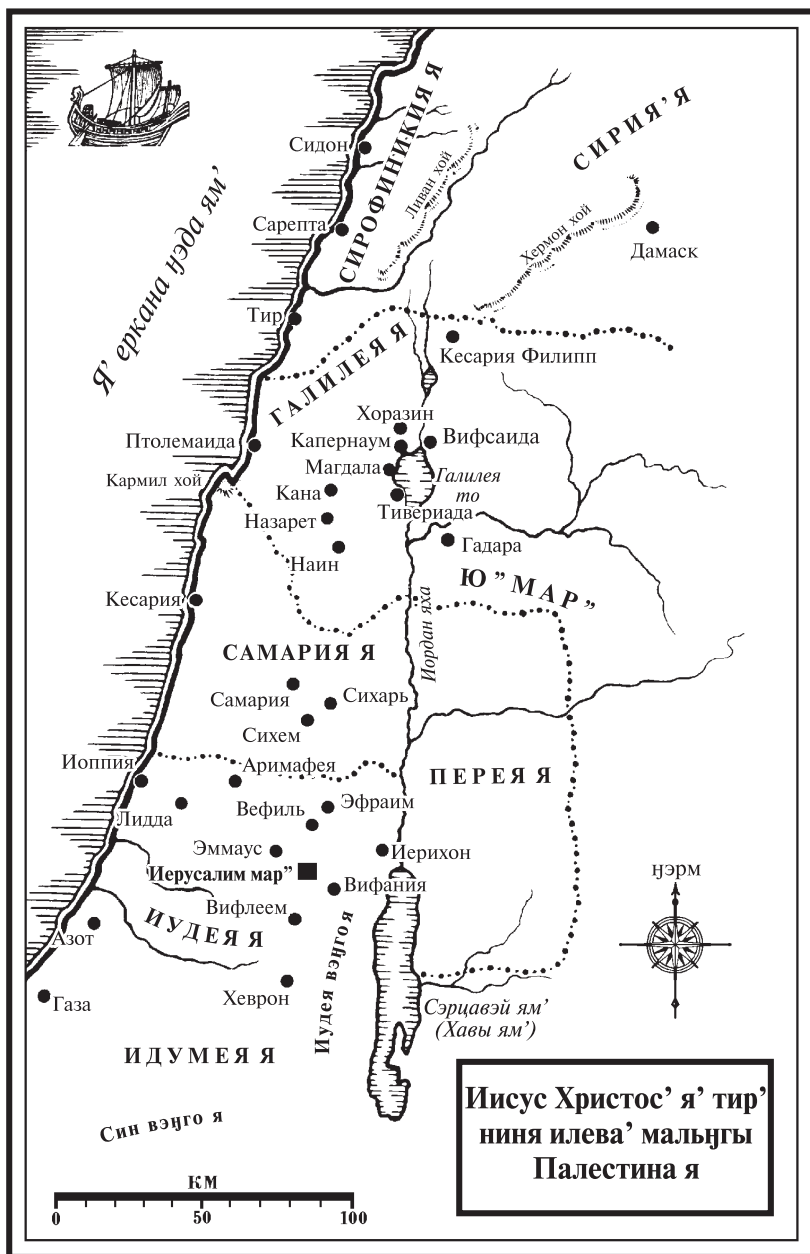 Сидон
СИРОФИНИКИЯ Я
СИРИЯ’Я
Ливан хой
Хермон хой
Сарепта
Дамаск
Я’ еркана ӈэда ям’
Тир
ГАЛИЛЕЯ Я
Кесария Филипп
Хоразин
Птолемаида
Капернаум
Вифсаида
Магдала
Галилея
то
Кармил хой
Кана
Тивериада
Назарет
Наин
Гадара
Ю” МАР”
Кесария
Иордан яха
САМАРИЯ Я
Самария
Сихарь
Сихем
Иоппия
Аримафея
ПЕРЕЯ Я
Лидда
Вефиль
Эфраим
Эммаус
Иерихон
Иерусалим мар”
Вифания
ӈэрм
Вифлеем
ИУДЕЯ Я
Азот
Иудея вэӈгоя
Хеврон
Газа
Сэрцавэй ям’
(Хавы ям’)
ИДУМЕЯ Я
Син вэӈго я
Иисус Христос’ я’ тир’
ниня илева’ мальӈгы
Палестина я
КМ
0 50 100